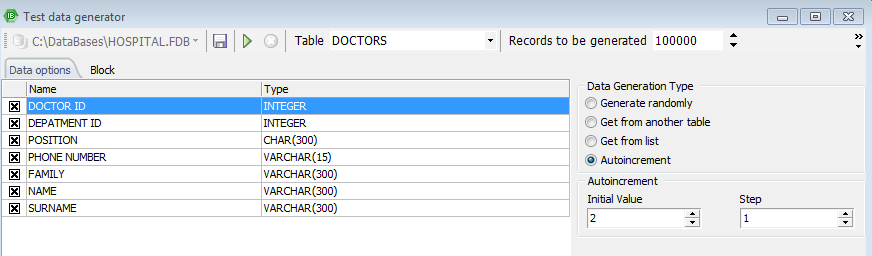 Test data generator
C:\DataBases\HOSPITAL.FDB Table DOCTORS Records to be generated 100000
Data options Block
Name Type
DOCTOR ID INTEGER
DEPATMENT ID INTEGER
POSITION CHAR(300)
PHONE NUMBER VARCHAR(15)
FAMILY VARCHAR(300)
NAME VARCHAR(300)
SURNAME VARCHAR(300)
Data Generation Type
Generate randomly
Get from another table
Get from list
Autoincrement
Autoincrement
Initial Value Step
2 1